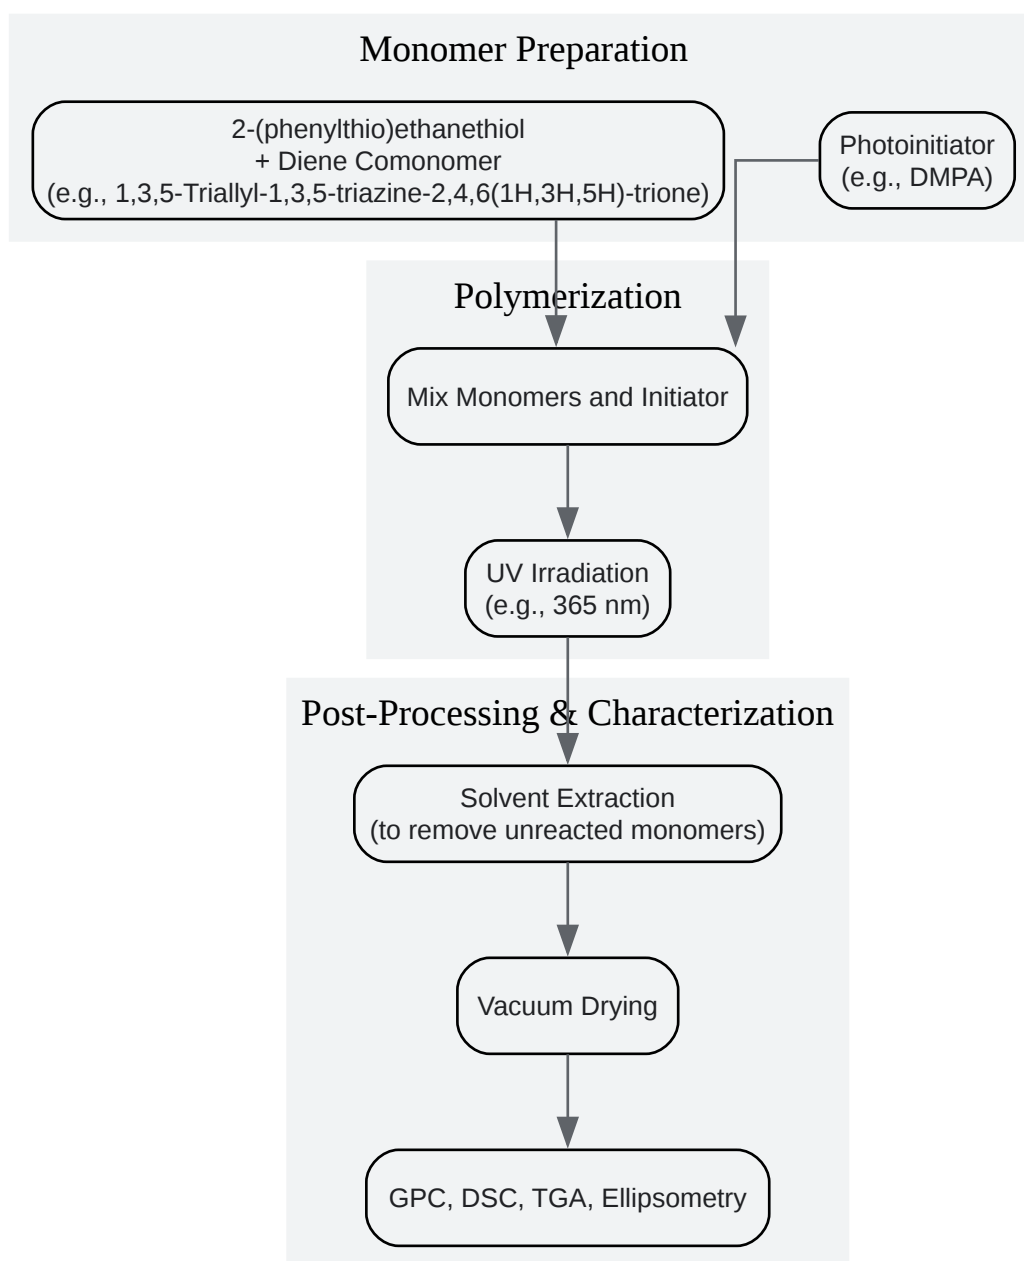 Monomer Preparation
2-(phenylthio)ethanethiol
+ Diene Comonomer
(e.g., 1,3,5-Triallyl-1,3,5-triazine-2,4,6(1H,3H,5H)-trione)
Photoinitiator
(e.g., DMPA)
Polymerization
Mix Monomers and Initiator
UV Irradiation
(e.g., 365 nm)
Post-Processing & Characterization
Solvent Extraction
(to remove unreacted monomers)
Vacuum Drying
GPC, DSC, TGA, Ellipsometry